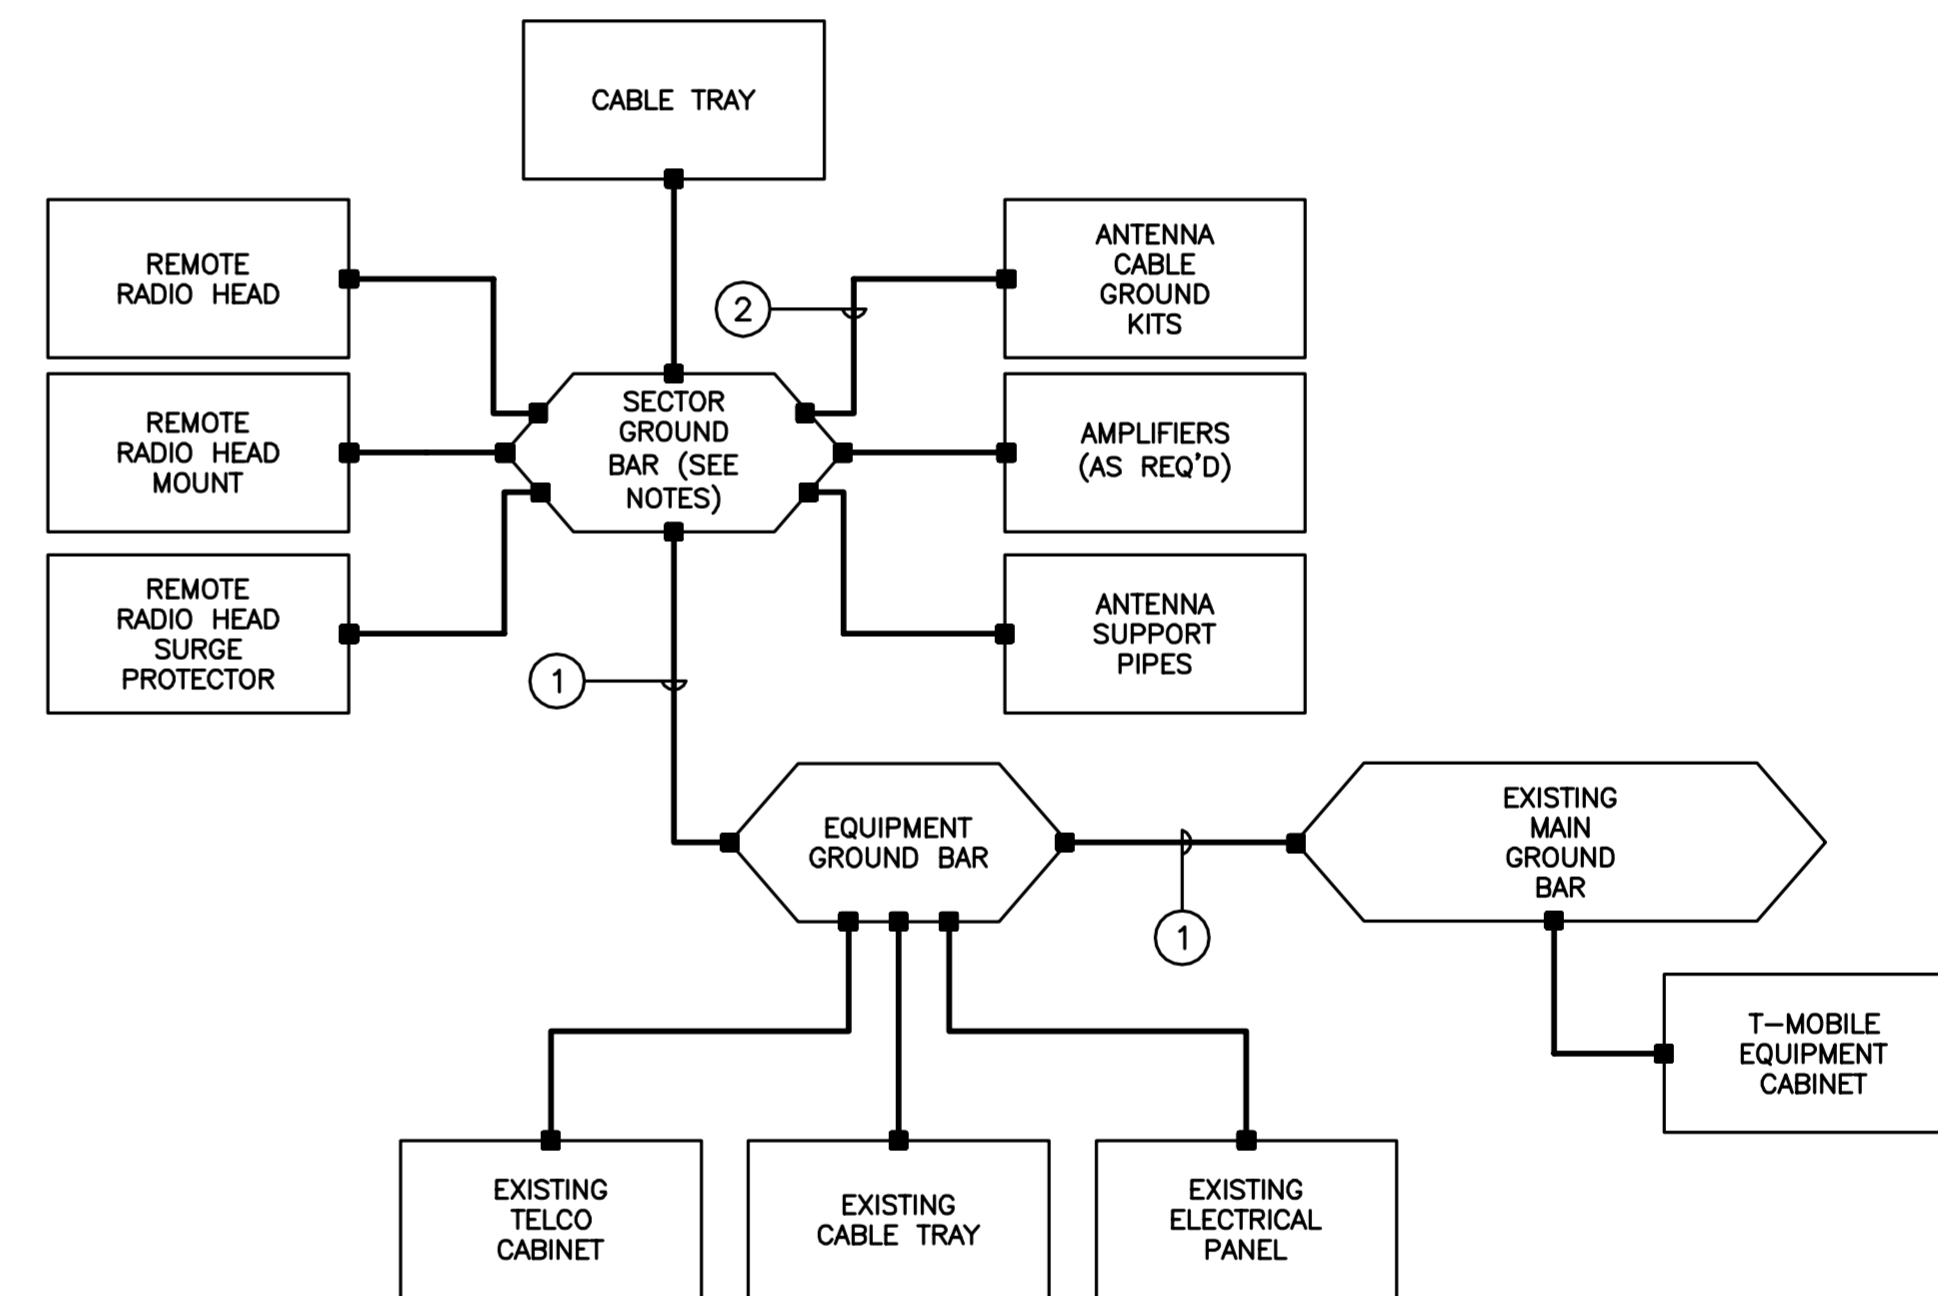 CABLE TRAY
REMOTE
RADIO HEAD
2
ANTENNA
CABLE
GROUND
KITS
REMOTE
RADIO HEAD
MOUNT
SECTOR
GROUND
BAR (SEE
NOTES)
AMPLIFIERS
(AS REQ'D)
REMOTE
RADIO HEAD
SURGE
PROTECTOR
1
ANTENNA
SUPPORT
PIPES
EQUIPMENT
GROUND BAR
1
EXISTING
MAIN
GROUND
BAR
T-MOBILE
EQUIPMENT
CABINET
EXISTING
TELCO
CABINET
EXISTING
CABLE TRAY
EXISTING
ELECTRICAL
PANEL